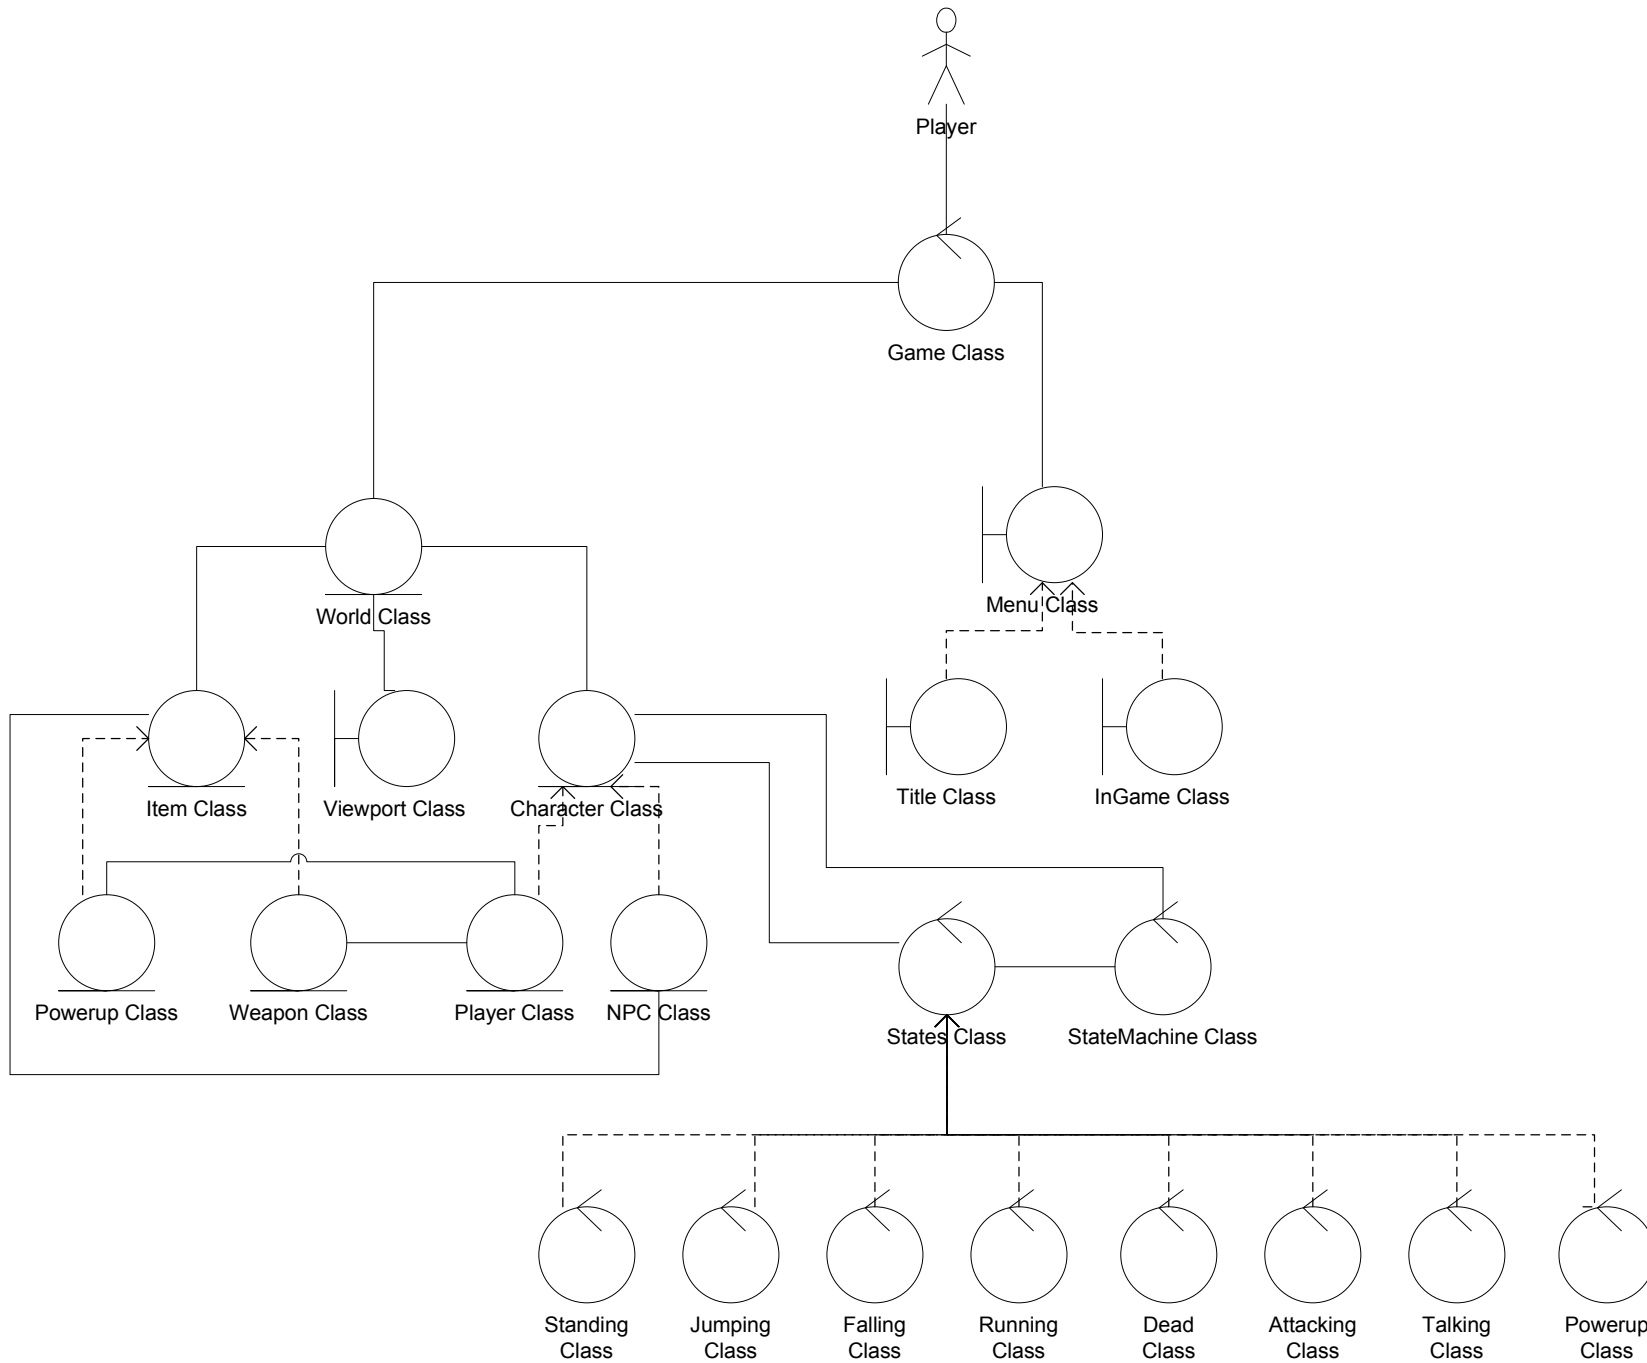 Player
Game Class
Menu Class
World Class
Title Class
InGame Class
Item Class
Viewport Class
Character Class
Powerup Class
Weapon Class
Player Class
NPC Class
States Class
StateMachine Class
Standing
Class
Jumping
Class
Falling
Class
Running
Class
Dead
Class
Attacking
Class
Talking
Class
Powerup
Class